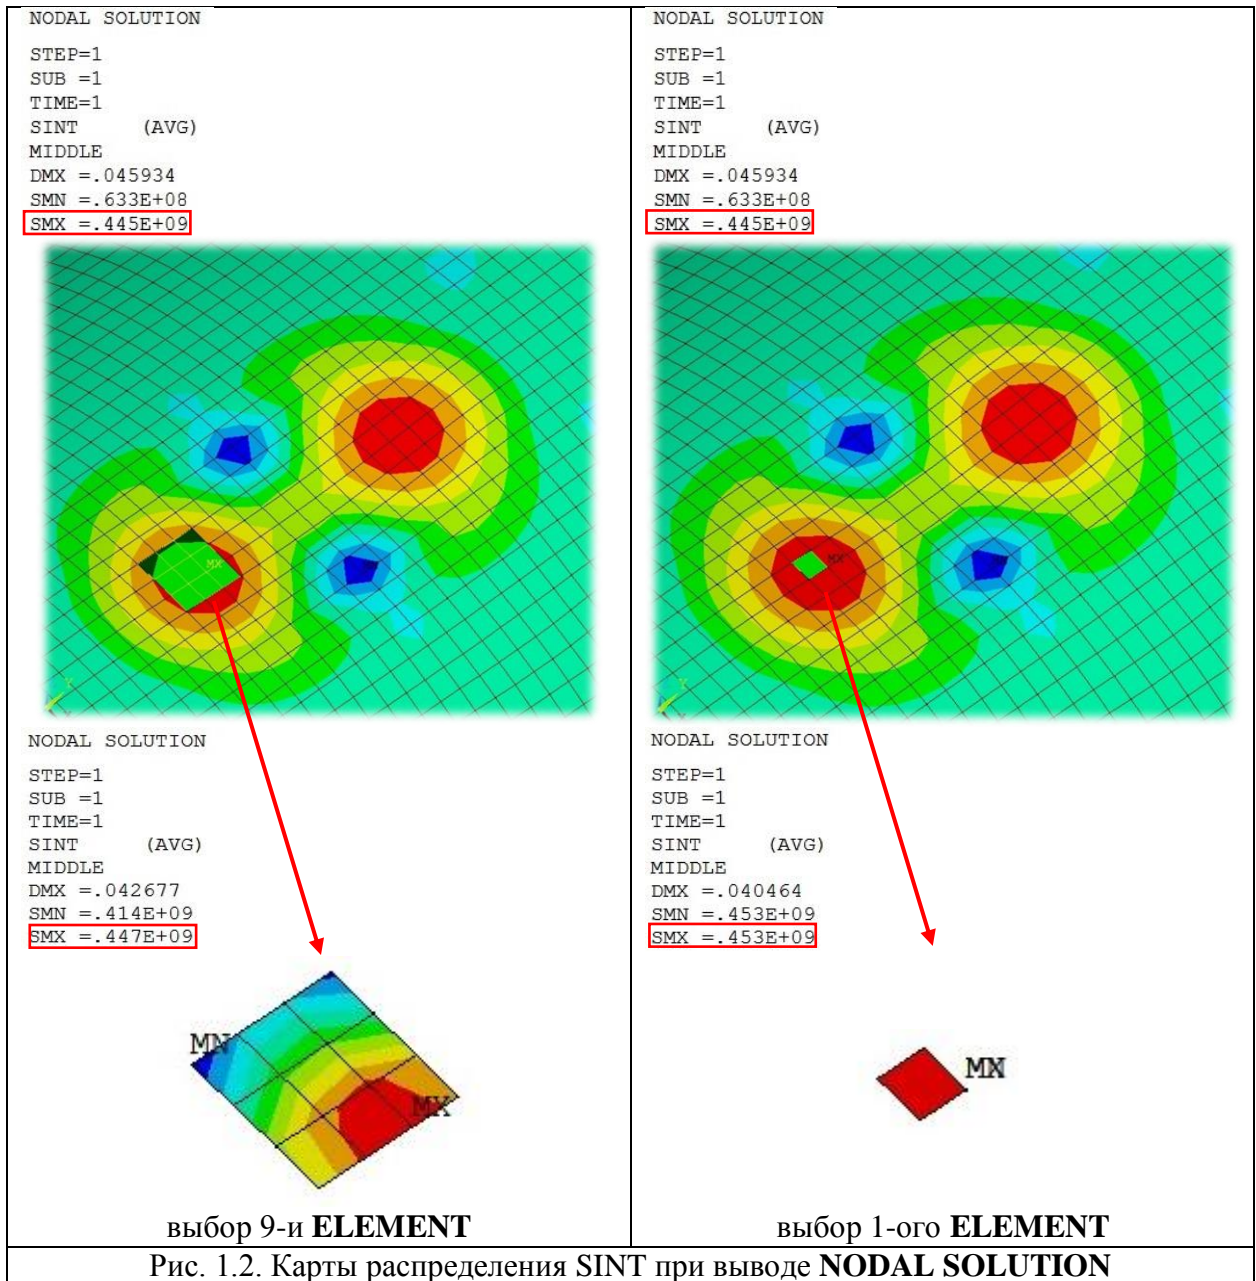 NODAL SOLUTION
STEP=1
SUB =1
TIME=1
SINT (AVG)
MIDDLE
DMX =.045934
SMN =.633E+08
SMX =.445E+09
MX
Y
NODAL SOLUTION
STEP=1
SUB =1
TIME=1
SINT (AVG)
MIDDLE
DMX =.042677
SMN =.414E+09
SMX =.447E+09
MN
MX
выбор 9-и ELEMENT
NODAL SOLUTION
STEP=1
SUB =1
TIME=1
SINT (AVG)
MIDDLE
DMX =.045934
SMN =.633E+08
SMX =.445E+09
MX
Y
NODAL SOLUTION
STEP=1
SUB =1
TIME=1
SINT (AVG)
MIDDLE
DMX =.040464
SMN =.453E+09
SMX =.453E+09
выбор 1-ого ELEMENT
Рис. 1.2. Карты распределения SINT при выводе NODAL SOLUTION